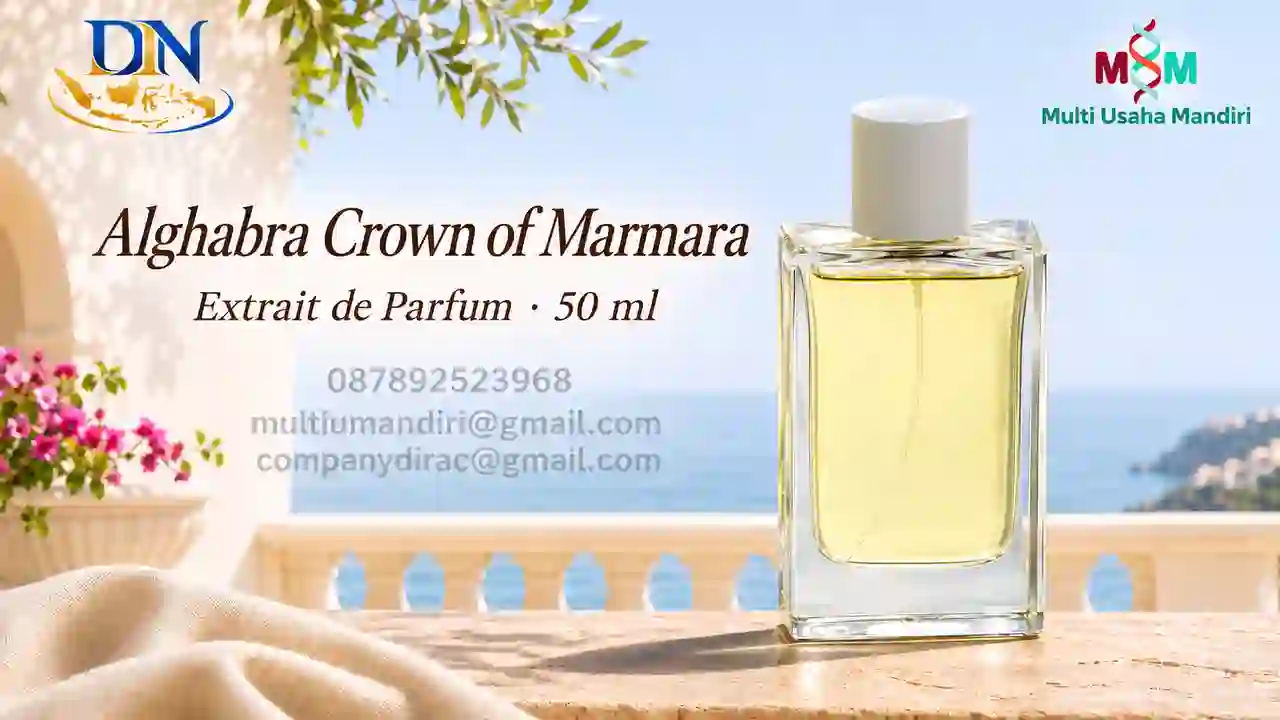 DN
MSM
Multi Usaha Mandiri
Alghabra Crown of Marmara
Extrait de Parfum · 50 ml
087892523968
multiumandiri@gmail.com
companydirac@gmail.com